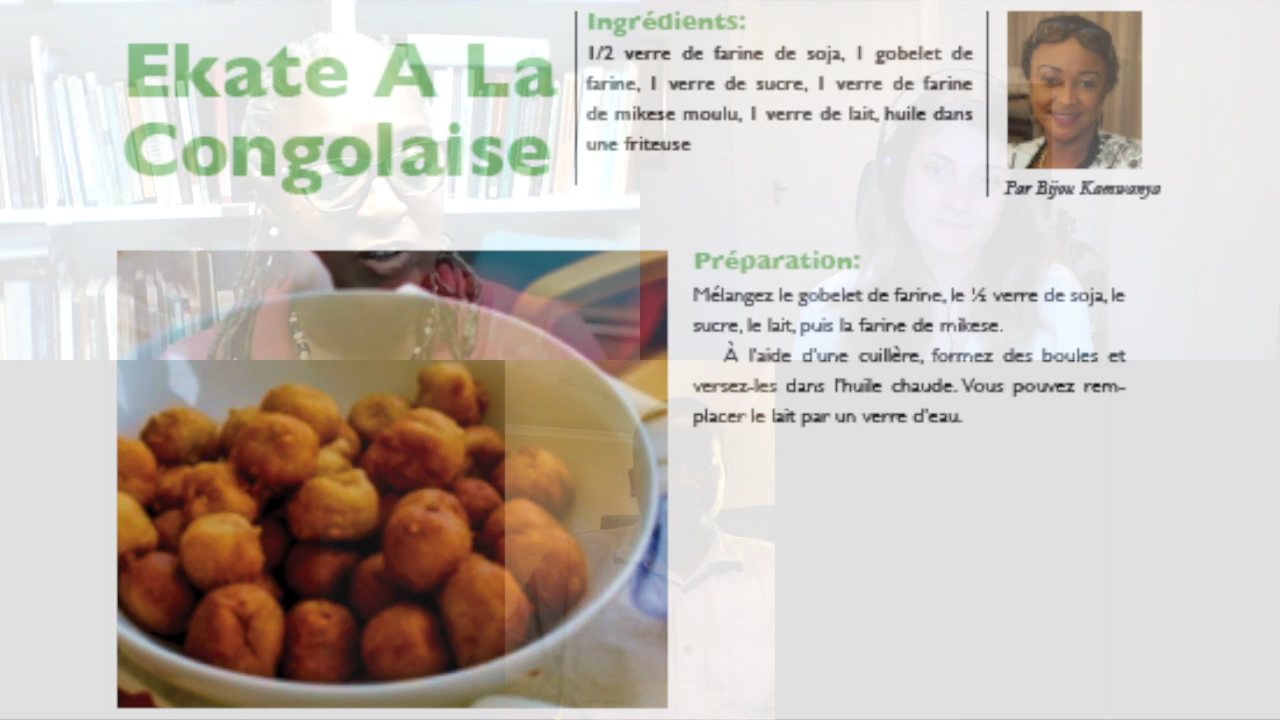 Ekate A La
Congolaise
Ingrédients:
1/2 verre de farine de soja, 1 gobelet de
farine, 1 verre de sucre, 1 verre de farine
de mikese moulu, 1 verre de lait, huile dans
une friteuse
Par Bijou Kamwanya
Préparation:
Mélangez le gobelet de farine, le ½ verre de soja, le
sucre, le lait, puis la farine de mikese.
À l'aide d'une cuillère, formez des boules et
versez-les dans l'huile chaude. Vous pouvez rem-
placer le lait par un verre d'eau.